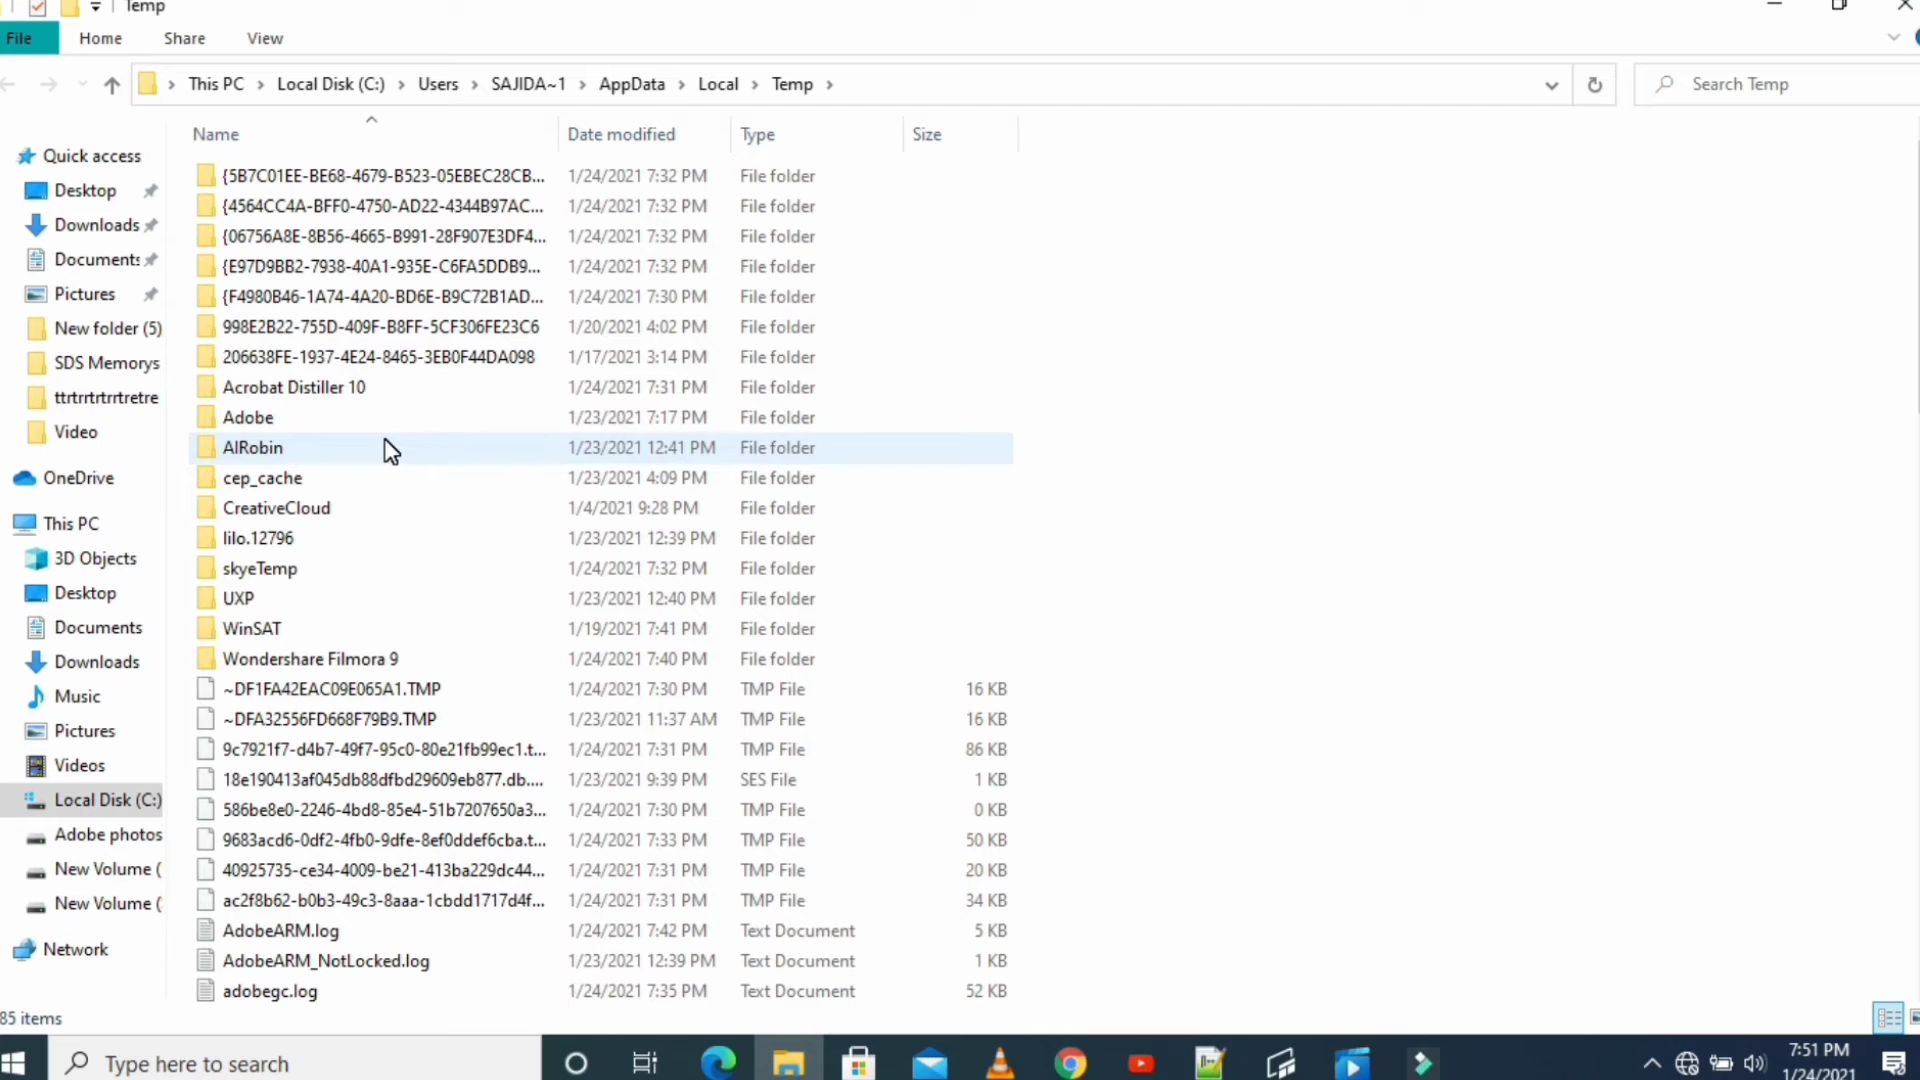 Temp
File Home Share View
This PC > Local Disk (C:) > Users > SAJIDA~1 > AppData > Local > Temp >
Search Temp
Name Date modified Type Size
Quick access
Desktop
Downloads
Documents
Pictures
New folder (5)
SDS Memorys
ttrtrrtrtrrtretre
Video
OneDrive
This PC
3D Objects
Desktop
Documents
Downloads
Music
Pictures
Videos
Local Disk (C:)
Adobe photos
New Volume (
New Volume (
Network
{5B7C01EE-BE68-4679-B523-05EBEC28CB... 1/24/2021 7:32 PM File folder
{4564CC4A-BFF0-4750-AD22-4344B97AC... 1/24/2021 7:32 PM File folder
{06756A8E-8B56-4665-B991-28F907E3DF4... 1/24/2021 7:32 PM File folder
{E97D9BB2-7938-40A1-935E-C6FA5DDB9... 1/24/2021 7:32 PM File folder
{F4980B46-1A74-4A20-BD6E-B9C72B1AD... 1/24/2021 7:30 PM File folder
998E2B22-755D-409F-B8FF-5CF306FE23C6 1/20/2021 4:02 PM File folder
206638FE-1937-4E24-8465-3EB0F44DA098 1/17/2021 3:14 PM File folder
Acrobat Distiller 10 1/24/2021 7:31 PM File folder
Adobe 1/23/2021 7:17 PM File folder
AIRobin 1/23/2021 12:41 PM File folder
cep_cache 1/23/2021 4:09 PM File folder
CreativeCloud 1/4/2021 9:28 PM File folder
lilo.12796 1/23/2021 12:39 PM File folder
skyeTemp 1/24/2021 7:32 PM File folder
UXP 1/23/2021 12:40 PM File folder
WinSAT 1/19/2021 7:41 PM File folder
Wondershare Filmora 9 1/24/2021 7:40 PM File folder
~DF1FA42EAC09E065A1.TMP 1/24/2021 7:30 PM TMP File 16 KB
~DFA32556FD668F79B9.TMP 1/23/2021 11:37 AM TMP File 16 KB
9c7921f7-d4b7-49f7-95c0-80e21fb99ec1.t... 1/24/2021 7:31 PM TMP File 86 KB
18e190413af045db88dfbd29609eb877.db.... 1/23/2021 9:39 PM SES File 1 KB
586be8e0-2246-4bd8-85e4-51b7207650a3... 1/24/2021 7:30 PM TMP File 0 KB
9683acd6-0df2-4fb0-9dfe-8ef0ddef6cba.t... 1/24/2021 7:33 PM TMP File 50 KB
40925735-ce34-4009-be21-413ba229dc44... 1/24/2021 7:31 PM TMP File 20 KB
ac2f8b62-b0b3-49c3-8aaa-1cbdd1717d4f... 1/24/2021 7:31 PM TMP File 34 KB
AdobeARM.log 1/24/2021 7:42 PM Text Document 5 KB
AdobeARM_NotLocked.log 1/23/2021 12:39 PM Text Document 1 KB
adobegc.log 1/24/2021 7:35 PM Text Document 52 KB
85 items
Type here to search
7:51 PM
1/24/2021